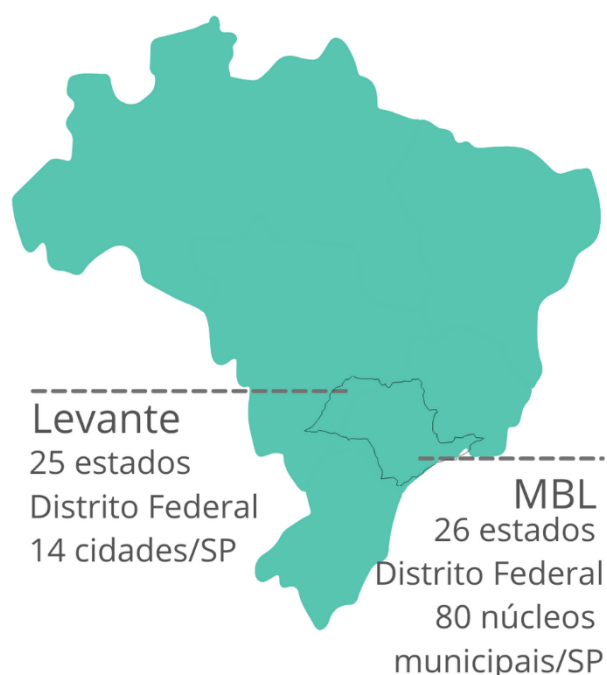 Levante
25 estados
Distrito Federal
14 cidades/SP
MBL
26 estados
Distrito Federal
80 núcleos
municipais/SP